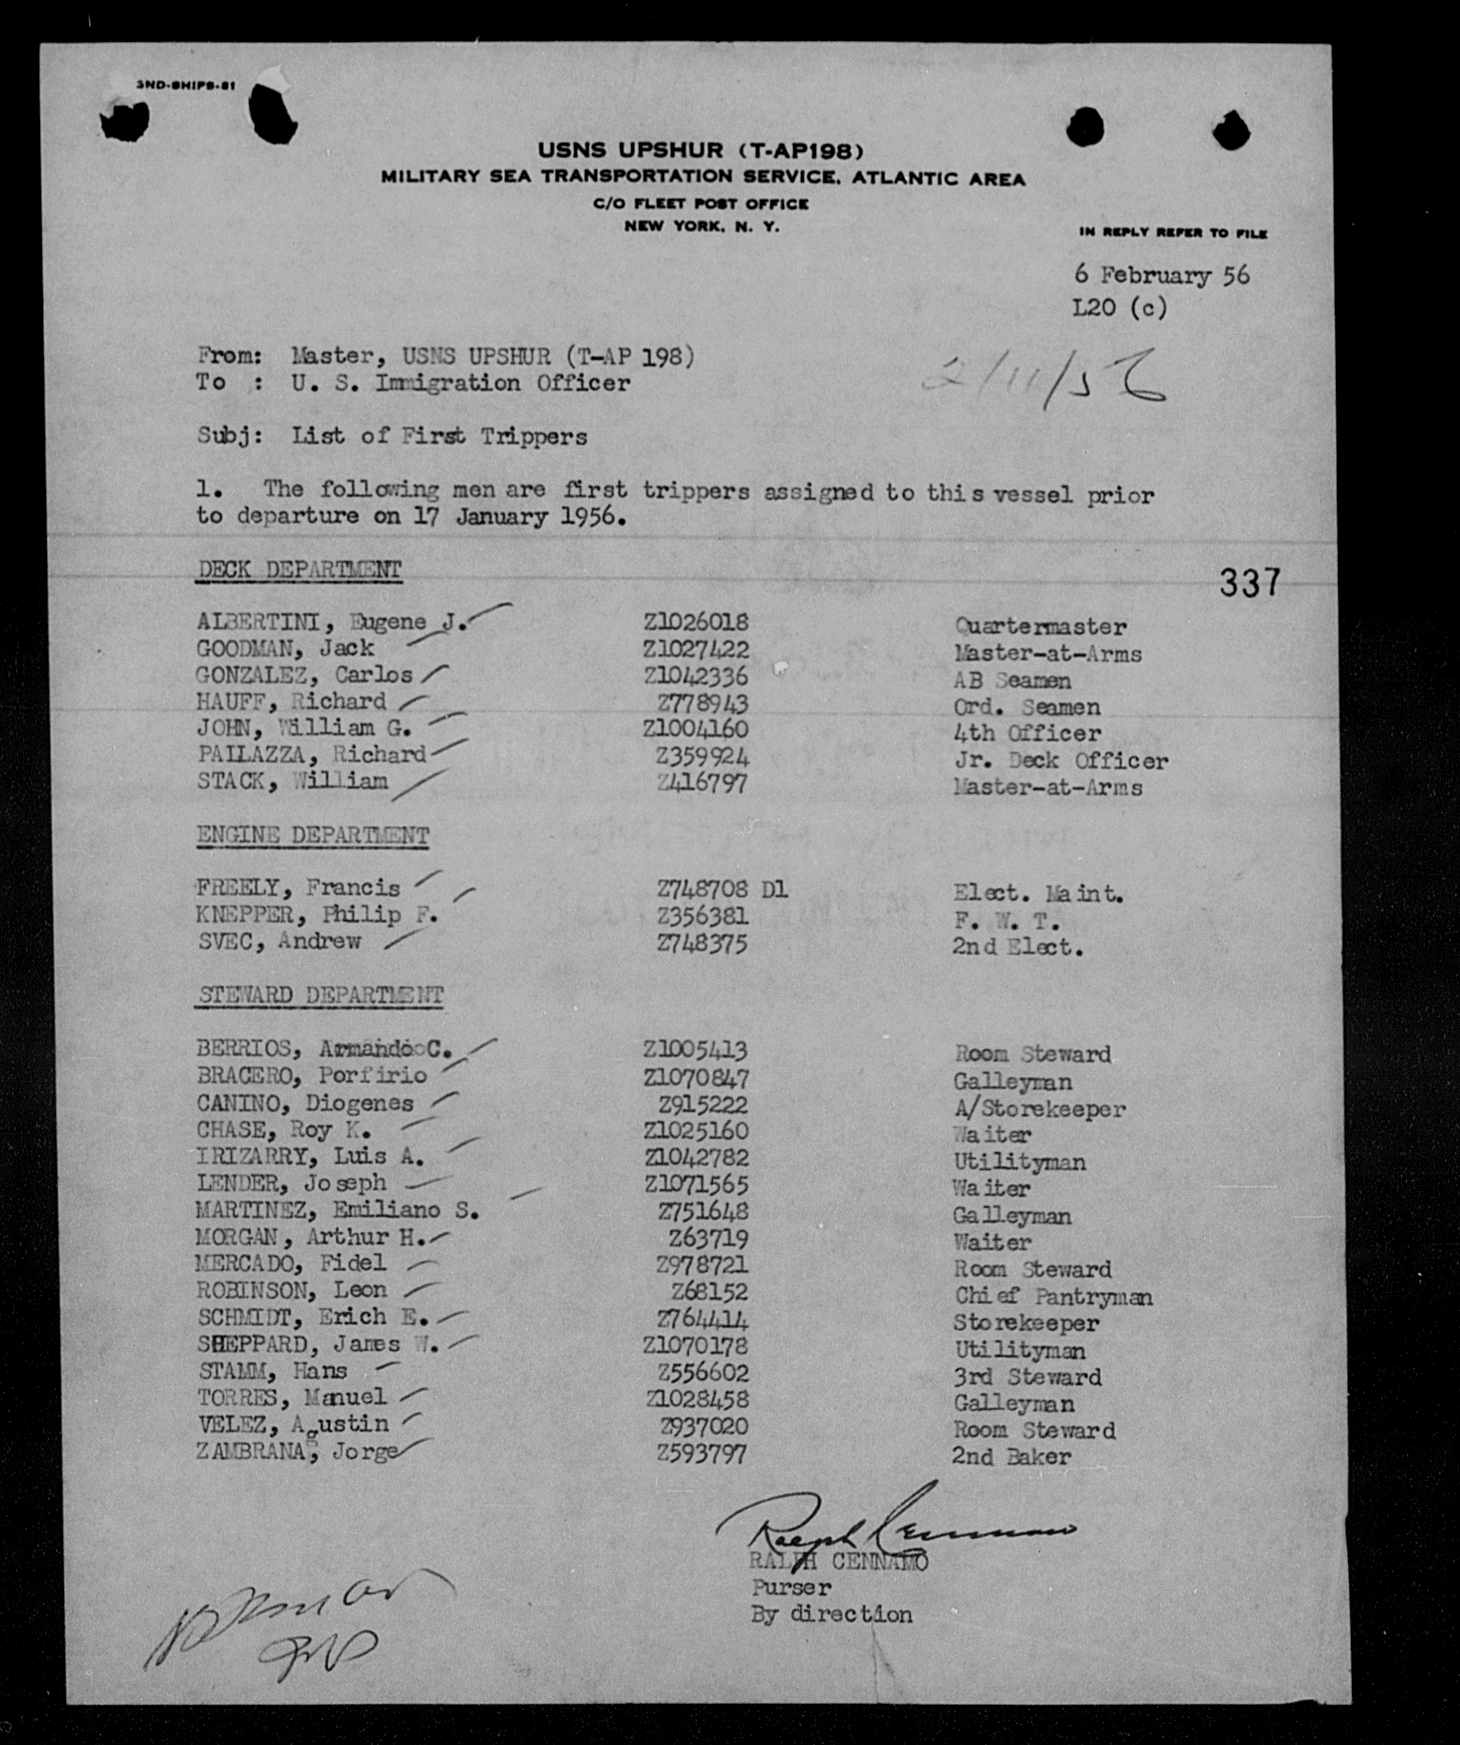 3ND-SHIPS-81
USNS UPSHUR (T-AP198)
MILITARY SEA TRANSPORTATION SERVICE, ATLANTIC AREA
C/O FLEET POST OFFICE
NEW YORK, N. Y.
IN REPLY REFER TO FILE
6 February 56
L20 (c)
From: Master, USNS UPSHUR (T-AP 198)
To : U. S. Immigration Officer
2/11/56
Subj: List of First Trippers
1. The following men are first trippers assigned to this vessel prior
to departure on 17 January 1956.
DECK DEPARTMENT
337
ALBERTINI, Eugene J. Z1026018 Quartermaster
GOODMAN, Jack Z1027422 Master-at-Arms
GONZALEZ, Carlos Z1042336 AB Seamen
HAUFF, Richard Z778943 Ord. Seamen
JOHN, William G. Z1004160 4th Officer
PAILAZZA, Richard Z359924 Jr. Deck Officer
STACK, William Z416797 Master-at-Arms
ENGINE DEPARTMENT
FREELY, Francis Z748708 D1 Elect. Maint.
KNEPPER, Philip F. Z356381 F. W. T.
SVEC, Andrew Z748375 2nd Elect.
STEWARD DEPARTMENT
BERRIOS, Armando C. Z1005413 Room Steward
BRACERO, Porfirio Z1070847 Galleyman
CANINO, Diogenes Z915222 A/Storekeeper
CHASE, Roy K. Z1025160 Waiter
IRIZARRY, Luis A. Z1042782 Utilityman
LENDER, Joseph Z1071565 Waiter
MARTINEZ, Emiliano S. Z751648 Galleyman
MORGAN, Arthur H. Z63719 Waiter
MERCADO, Fidel Z978721 Room Steward
ROBINSON, Leon Z68152 Chief Pantryman
SCHMIDT, Erich E. Z764414 Storekeeper
SHEPPARD, James W. Z1070178 Utilityman
STAMM, Hans Z556602 3rd Steward
TORRES, Manuel Z1028458 Galleyman
VELEZ, Agustin Z937020 Room Steward
ZAMBRANA, Jorge Z593797 2nd Baker
Ralph Cennamo
RALPH CENNAMO
Purser
By direction